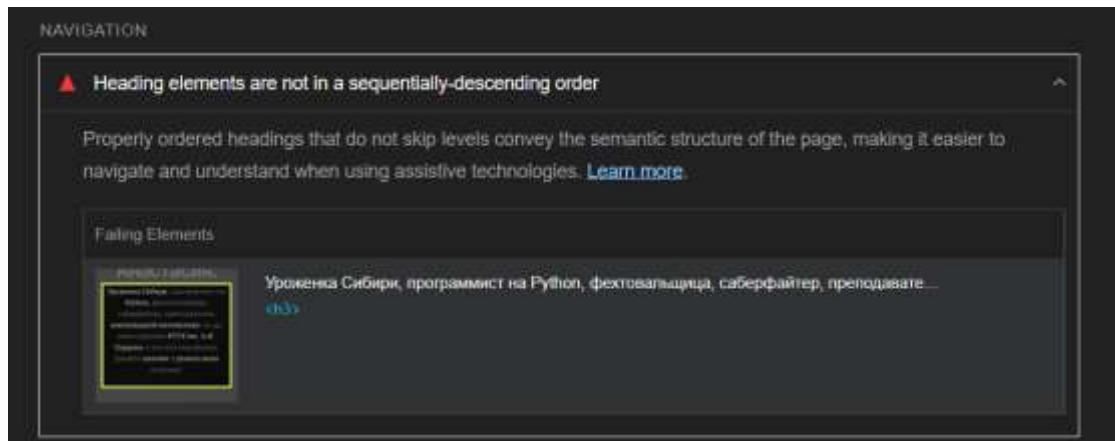 NAVIGATION
Heading elements are not in a sequentially-descending order
Properly ordered headings that do not skip levels convey the semantic structure of the page, making it easier to
navigate and understand when using assistive technologies. Learn more.
Failing Elements
Уроженка Сибири, программист на Python, фехтовальщица, саберфайтер, преподавате...
<h3>